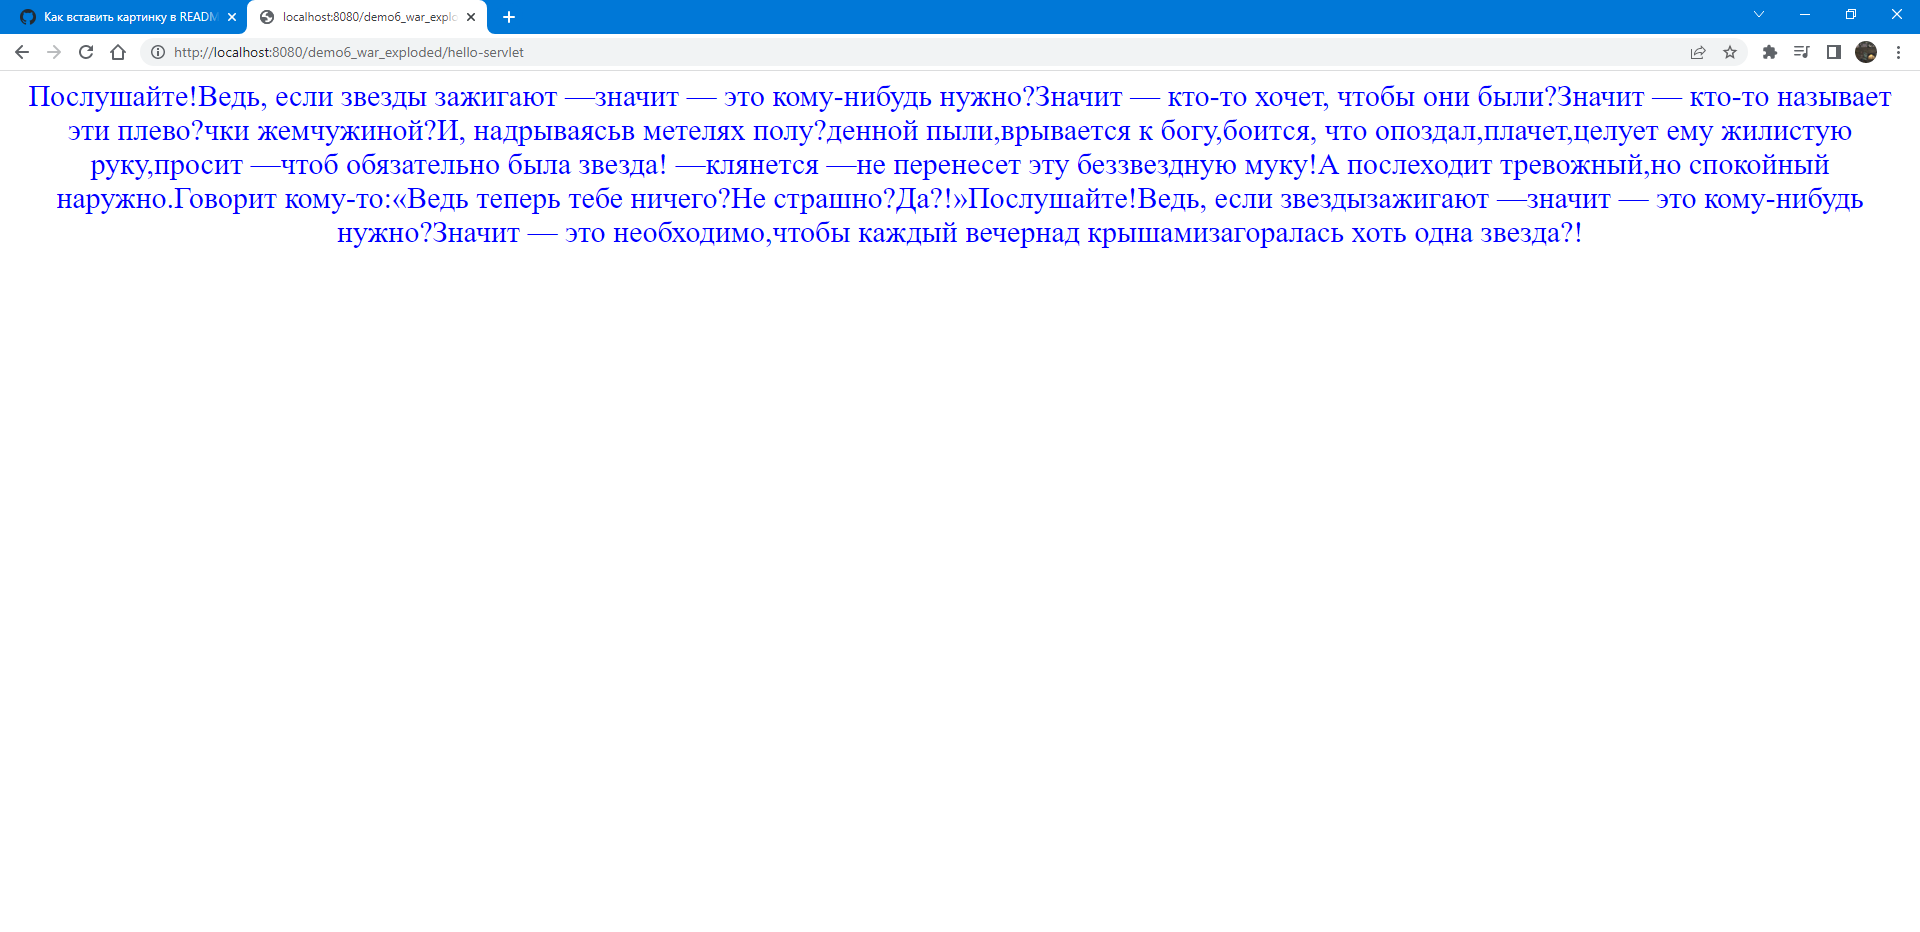 Как вставить картинку в READM
localhost:8080/demo6_war_explo
http://localhost:8080/demo6_war_exploded/hello-servlet
Послушайте!Ведь, если звезды зажигают —значит — это кому-нибудь нужно?Значит — кто-то хочет, чтобы они были?Значит — кто-то называет
эти плево?чки жемчужиной?И, надрываясьв метелях полу?денной пыли,врывается к богу,боится, что опоздал,плачет,целует ему жилистую
руку,просит —чтоб обязательно была звезда! —клянется —не перенесет эту беззвездную муку!А послеходит тревожный,но спокойный
наружно.Говорит кому-то:«Ведь теперь тебе ничего?Не страшно?Да?!»Послушайте!Ведь, если звездызажигают —значит — это кому-нибудь
нужно?Значит — это необходимо,чтобы каждый вечернад крышамизагоралась хоть одна звезда?!